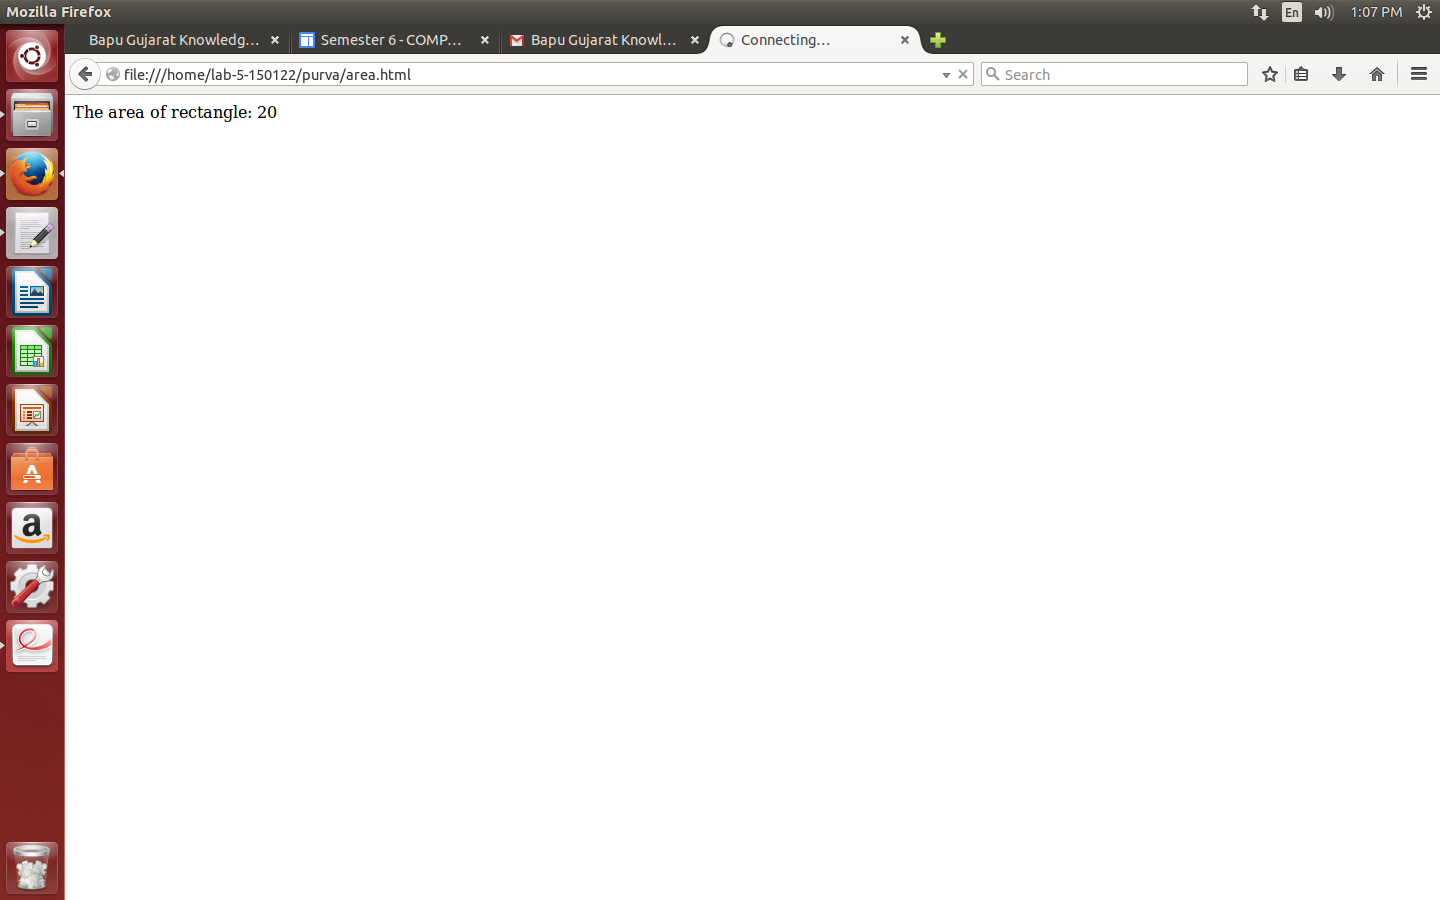 Mozilla Firefox
En
1:07 PM
Bapu Gujarat Knowledg...
Semester 6 - COMP...
Bapu Gujarat Knowl...
Connecting...
file:///home/lab-5-150122/purva/area.html
Search
The area of rectangle: 20